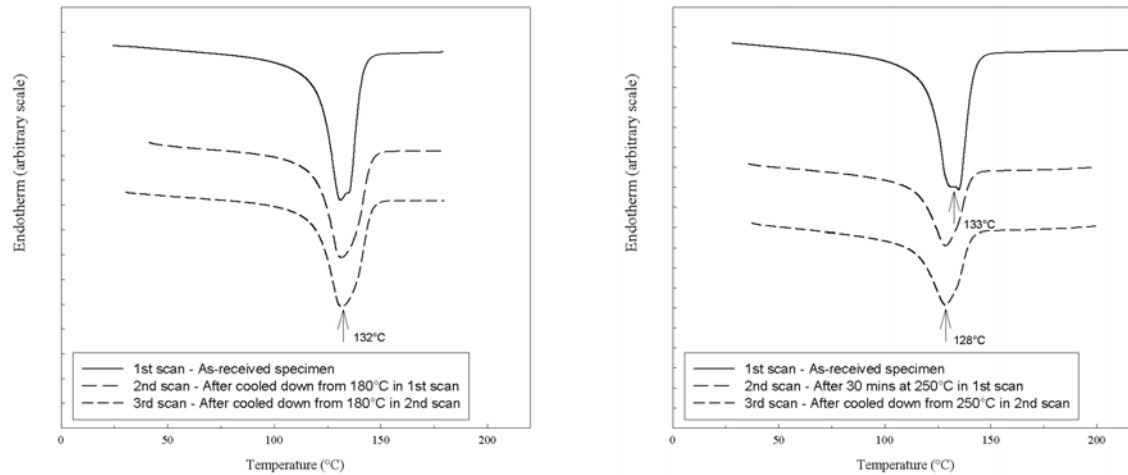 Endotherm (arbitrary scale)
132°C
1st scan - As-received specimen
2nd scan - After cooled down from 180°C in 1st scan
3rd scan - After cooled down from 180°C in 2nd scan
0 50 100 150 200
Temperature (°C)
Endotherm (arbitrary scale)
133°C
128°C
1st scan - As-received specimen
2nd scan - After 30 mins at 250°C in 1st scan
3rd scan - After cooled down from 250°C in 2nd scan
0 50 100 150 200
Temperature (°C)